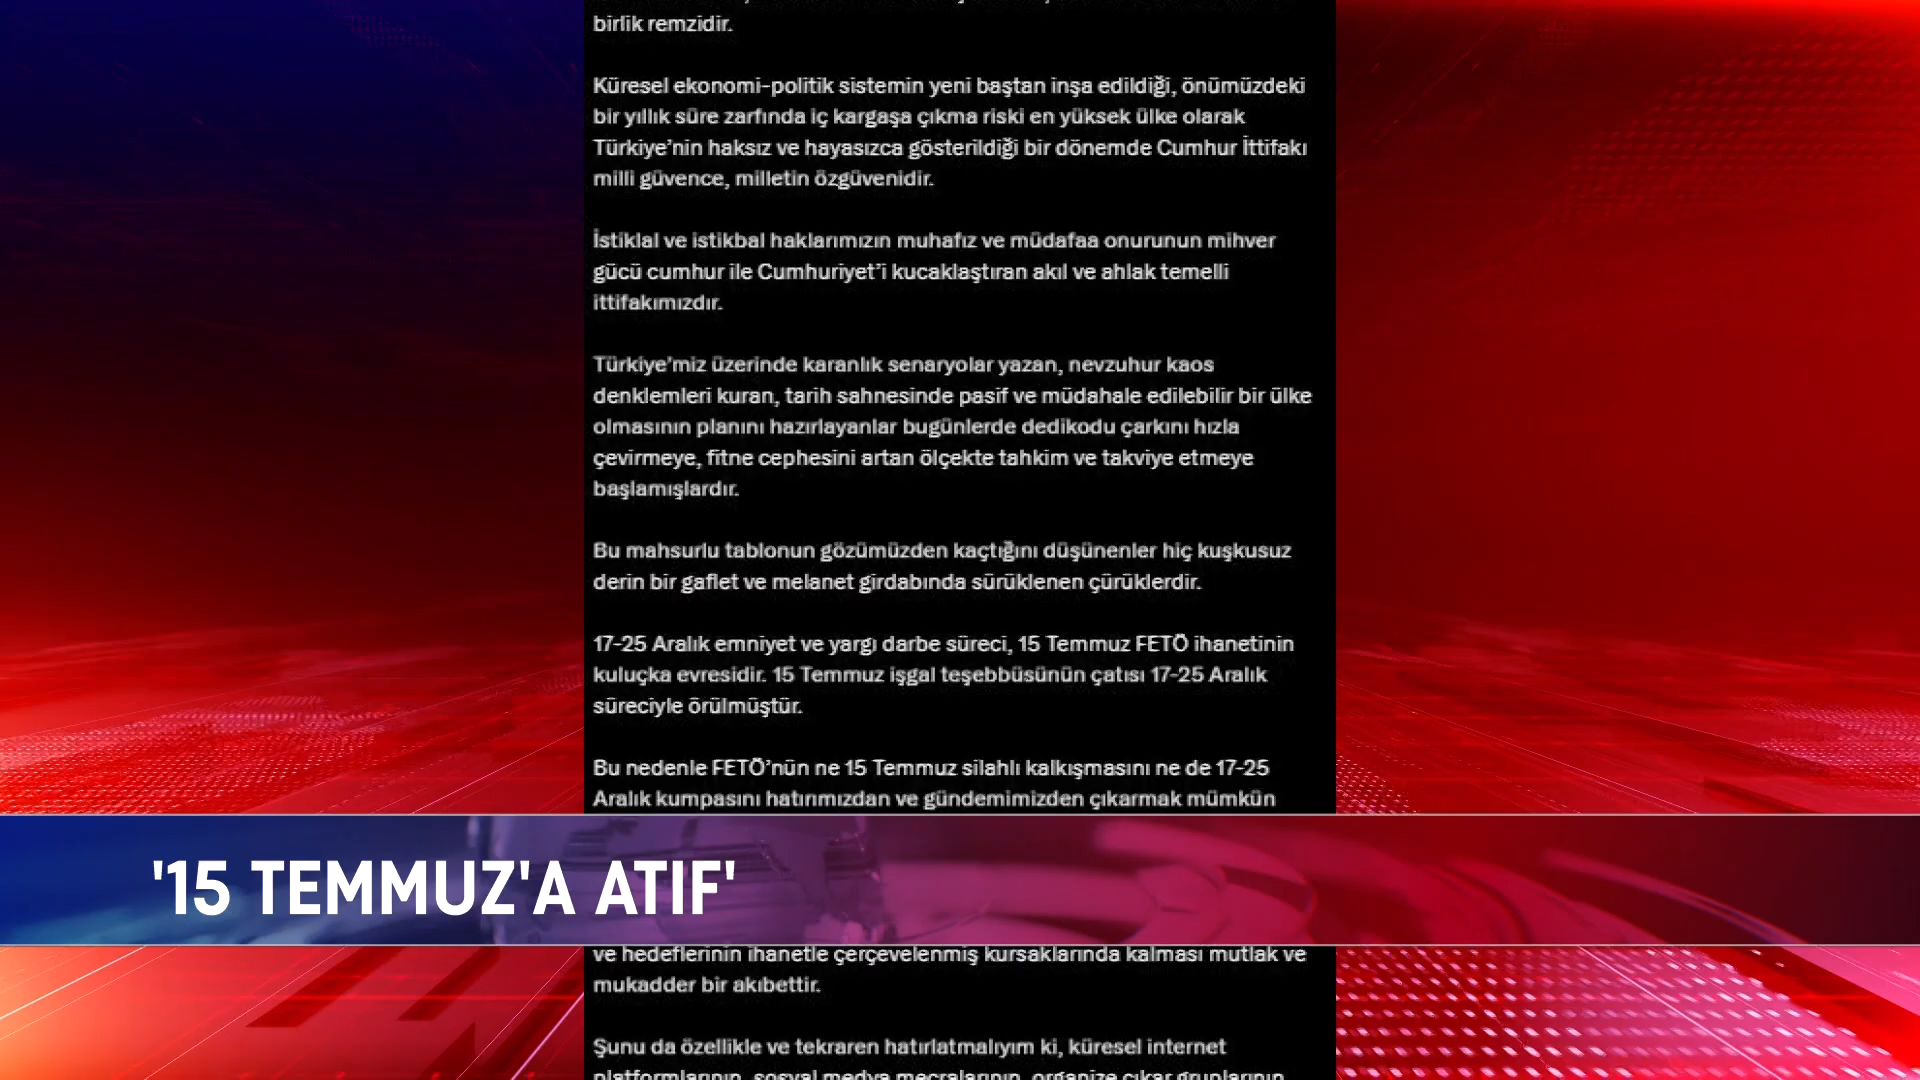 birlik remzidir.
Küresel ekonomi-politik sistemin yeni baştan inşa edildiği, önümüzdeki
bir yıllık süre zarfında iç kargaşa çıkma riski en yüksek ülke olarak
Türkiye'nin haksız ve hayasızca gösterildiği bir dönemde Cumhur İttifakı
milli güvence, milletin özgüvenidir.
İstiklal ve istikbal haklarımızın muhafız ve müdafaa onurunun mihver
gücü cumhur ile Cumhuriyet'i kucaklaştıran akıl ve ahlak temelli
ittifakımızdır.
Türkiye'miz üzerinde karanlık senaryolar yazan, nevzuhur kaos
denklemleri kuran, tarih sahnesinde pasif ve müdahale edilebilir bir ülke
olmasının planını hazırlayanlar bugünlerde dedikodu çarkını hızla
çevirmeye, fitne cephesini artan ölçekte tahkim ve takviye etmeye
başlamışlardır.
Bu mahsurlu tablonun gözümüzden kaçtığını düşünenler hiç kuşkusuz
derin bir gaflet ve melanet girdabında sürüklenen çürüklerdir.
17-25 Aralık emniyet ve yargı darbe süreci, 15 Temmuz FETÖ ihanetinin
kuluçka evresidir. 15 Temmuz işgal teşebbüsünün çatısı 17-25 Aralık
süreciyle örülmüştür.
Bu nedenle FETÖ'nün ne 15 Temmuz silahlı kalkışmasını ne de 17-25
Aralık kumpasını hatırımızdan ve gündemimizden çıkarmak mümkün
'15 TEMMUZ'A ATIF'
ve hedeflerinin ihanetle çerçevelenmiş kursaklarında kalması mutlak ve
mukadder bir akıbettir.
Şunu da özellikle ve tekraren hatırlatmalıyım ki, küresel internet
platformlarının, sosyal medya mecralarının, organize çıkar gruplarının